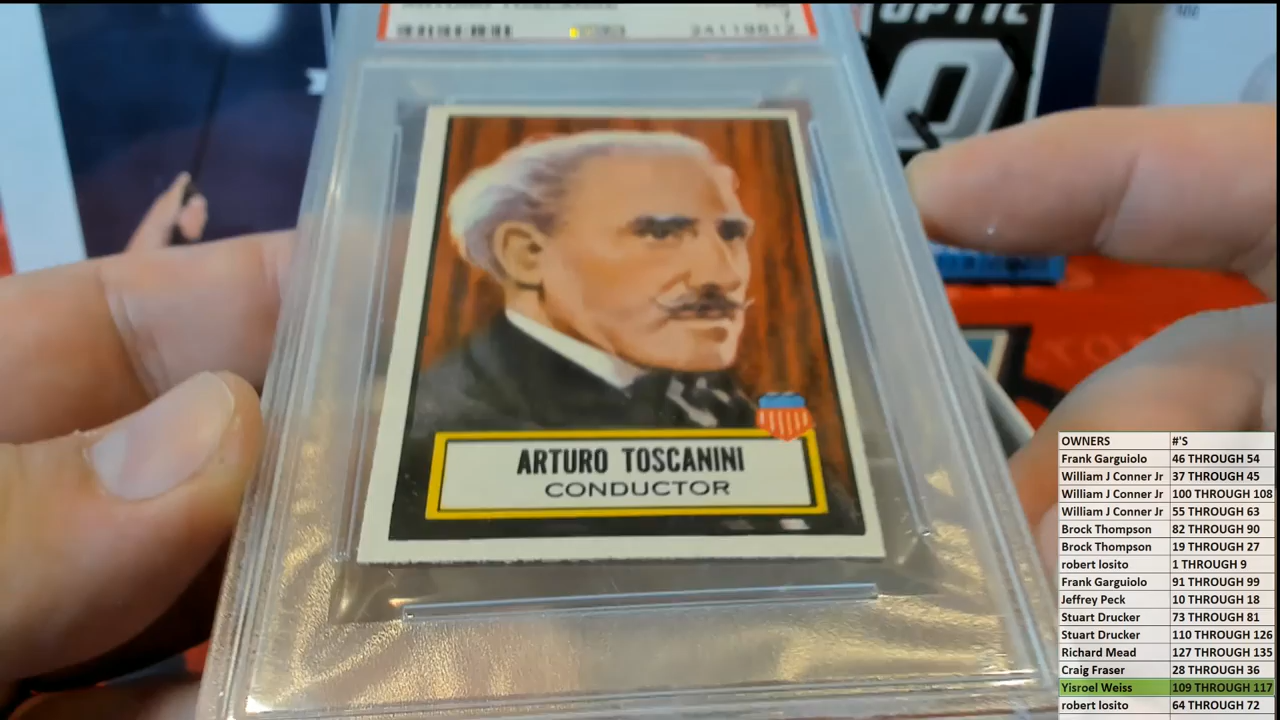 ARTURO TOSCANINI
24119812
OPTIC
ARTURO TOSCANINI
CONDUCTOR
OWNERS #'S
Frank Garguiolo 46 THROUGH 54
William J Conner Jr 37 THROUGH 45
William J Conner Jr 100 THROUGH 108
William J Conner Jr 55 THROUGH 63
Brock Thompson 82 THROUGH 90
Brock Thompson 19 THROUGH 27
robert losito 1 THROUGH 9
Frank Garguiolo 91 THROUGH 99
Jeffrey Peck 10 THROUGH 18
Stuart Drucker 73 THROUGH 81
Stuart Drucker 110 THROUGH 126
Richard Mead 127 THROUGH 135
Craig Fraser 28 THROUGH 36
Yisroel Weiss 109 THROUGH 117
robert losito 64 THROUGH 72